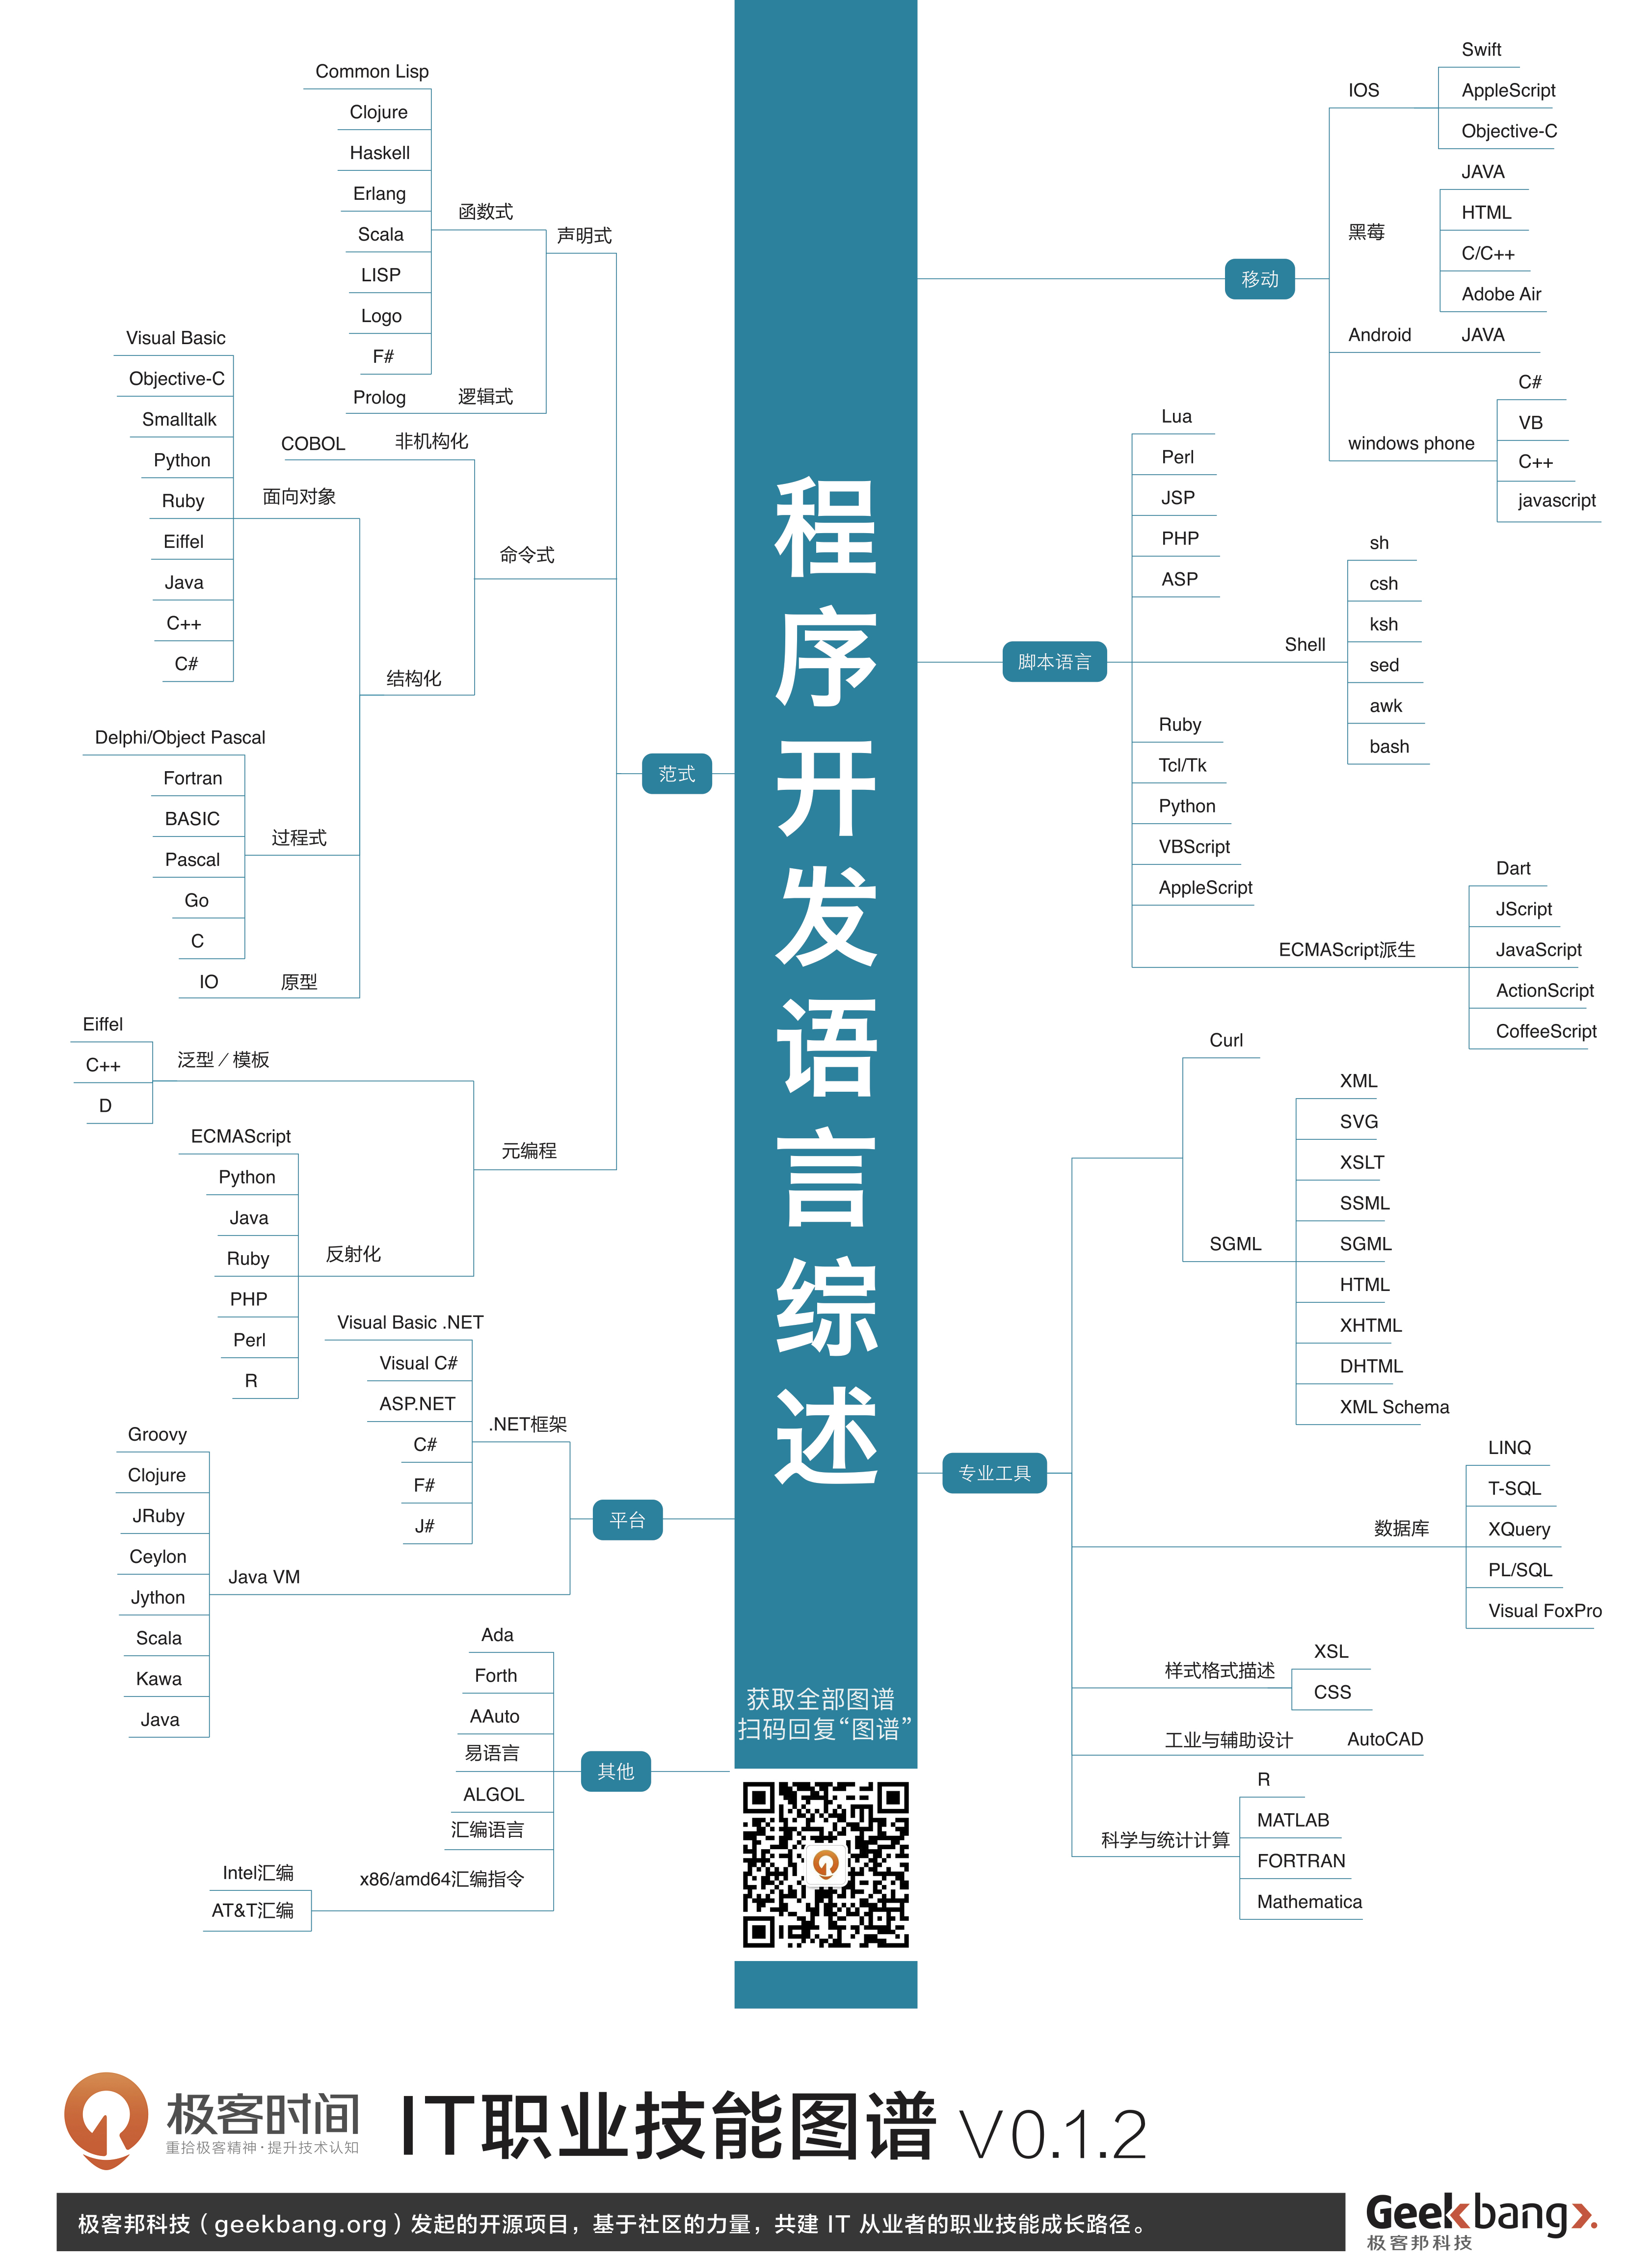 程序开发语言综述
获取全部图谱
扫码回复“图谱”
范式
声明式
函数式
Common Lisp
Clojure
Haskell
Erlang
Scala
LISP
Logo
F#
逻辑式
Prolog
命令式
非机构化
COBOL
结构化
面向对象
Visual Basic
Objective-C
Smalltalk
Python
Ruby
Eiffel
Java
C++
C#
过程式
Delphi/Object Pascal
Fortran
BASIC
Pascal
Go
C
原型
IO
元编程
泛型／模板
Eiffel
C++
D
反射化
ECMAScript
Python
Java
Ruby
PHP
Perl
R
平台
.NET框架
Visual Basic .NET
Visual C#
ASP.NET
C#
F#
J#
Java VM
Groovy
Clojure
JRuby
Ceylon
Jython
Scala
Kawa
Java
其他
Ada
Forth
AAuto
易语言
ALGOL
汇编语言
x86/amd64汇编指令
Intel汇编
AT&T汇编
移动
IOS
Swift
AppleScript
Objective-C
黑莓
JAVA
HTML
C/C++
Adobe Air
Android
JAVA
windows phone
C#
VB
C++
javascript
脚本语言
Lua
Perl
JSP
PHP
ASP
Shell
sh
csh
ksh
sed
awk
bash
Ruby
Tcl/Tk
Python
VBScript
AppleScript
ECMAScript派生
Dart
JScript
JavaScript
ActionScript
CoffeeScript
专业工具
Curl
SGML
XML
SVG
XSLT
SSML
SGML
HTML
XHTML
DHTML
XML Schema
数据库
LINQ
T-SQL
XQuery
PL/SQL
Visual FoxPro
样式格式描述
XSL
CSS
工业与辅助设计
AutoCAD
科学与统计计算
R
MATLAB
FORTRAN
Mathematica
极客时间
重拾极客精神·提升技术认知
IT职业技能图谱 V0.1.2
极客邦科技（geekbang.org）发起的开源项目，基于社区的力量，共建 IT 从业者的职业技能成长路径。
Geekbang
极客邦科技